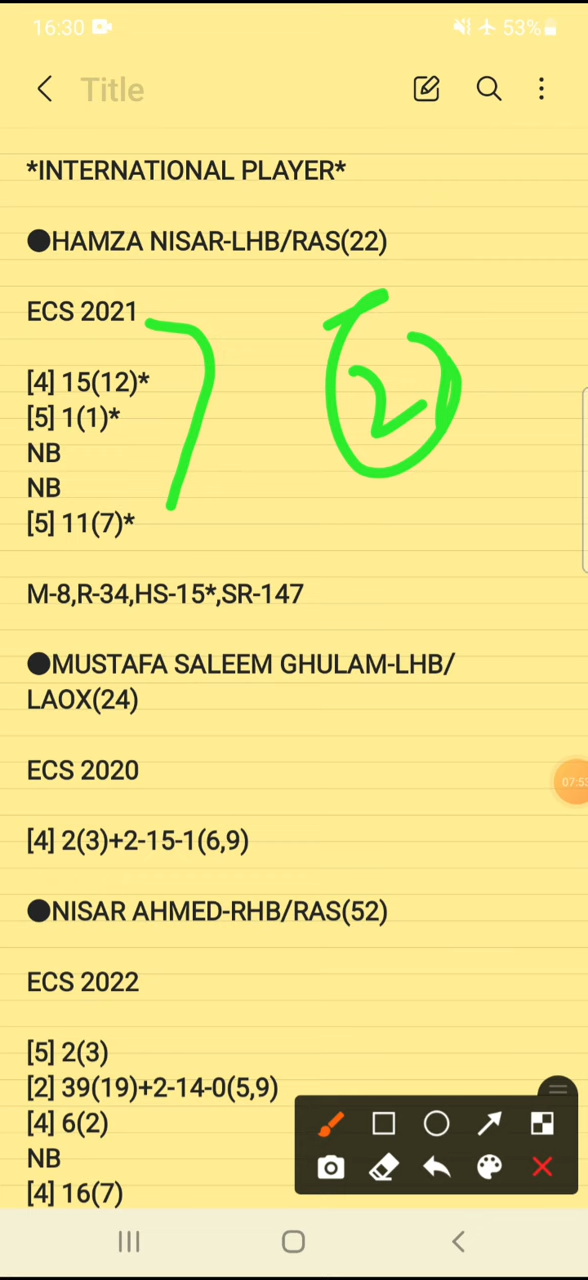 16:30
53%
Title
*INTERNATIONAL PLAYER*
●HAMZA NISAR-LHB/RAS(22)
ECS 2021
[4] 15(12)*
[5] 1(1)*
NB
NB
[5] 11(7)*
2
M-8,R-34,HS-15*,SR-147
●MUSTAFA SALEEM GHULAM-LHB/
LAOX(24)
ECS 2020
07:53
[4] 2(3)+2-15-1(6,9)
●NISAR AHMED-RHB/RAS(52)
ECS 2022
[5] 2(3)
[2] 39(19)+2-14-0(5,9)
[4] 6(2)
NB
[4] 16(7)